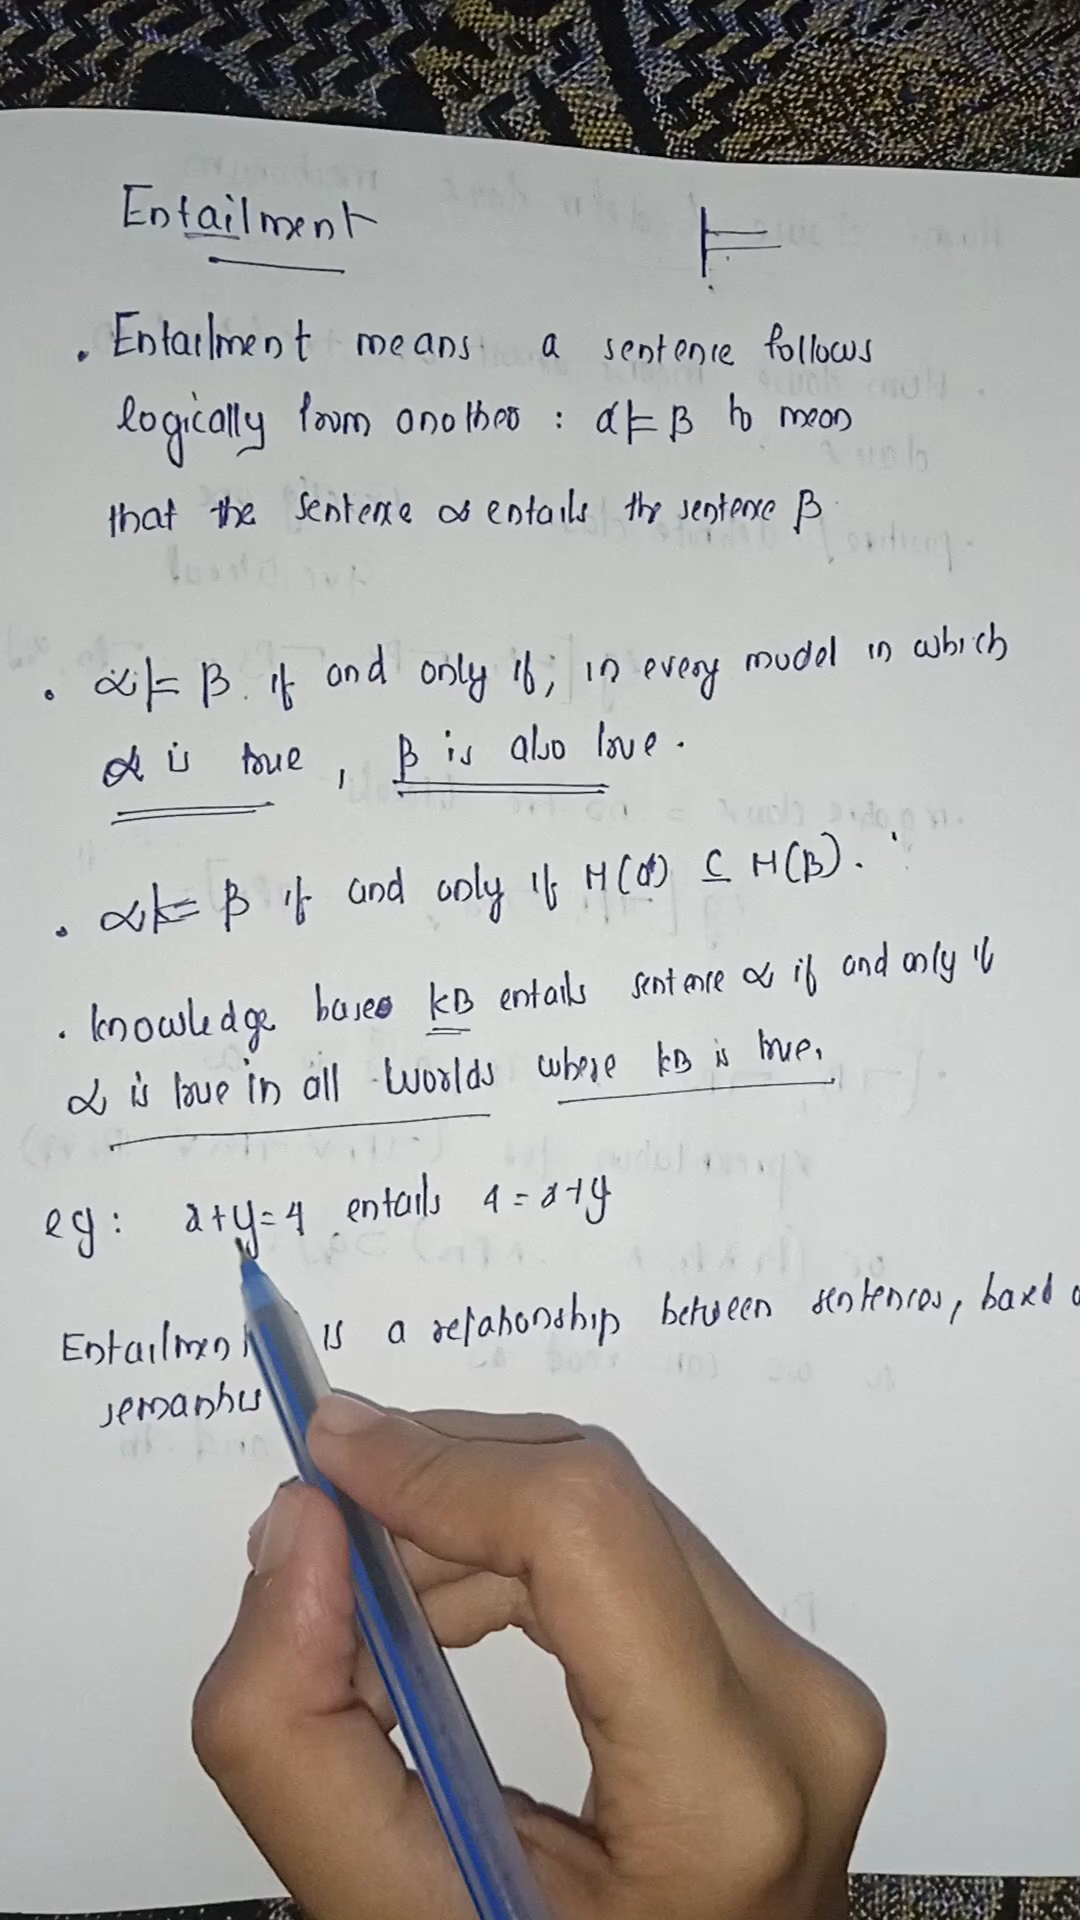 Entailment ⊨
. Entailment means a sentence follows
logically from another : α ⊨ β to mean
that the sentence α entails the sentence β
. α ⊨ β if and only if, in every model in which
α is true , β is also true .
. α ⊨ β if and only if M(α) ⊆ M(β) .
. knowledge bases KB entails sentence α if and only if
α is true in all worlds where KB is true.
eg : x+y=4 entails 4=x+y
Entailment is a relationship between sentences, based
semantics